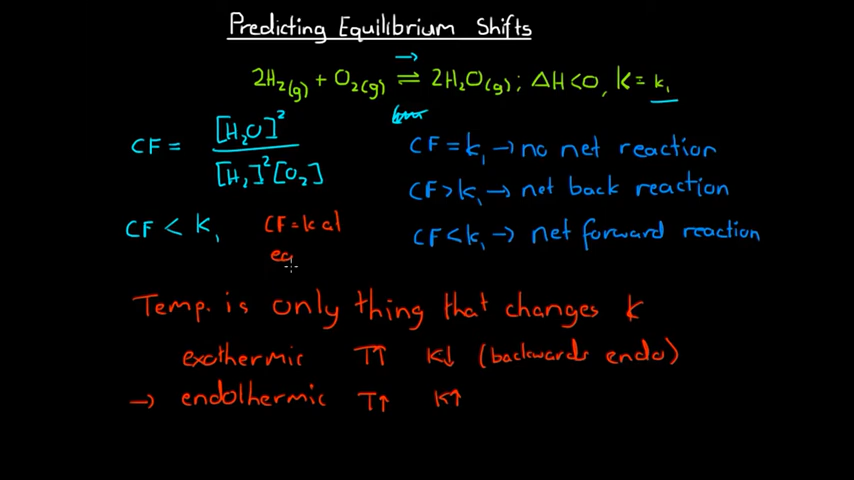 Predicting Equilibrium Shifts
→
2H₂(g) + O₂(g) ⇌ 2H₂O(g); ΔH<0, K = k₁
CF = [H₂O]² / [H₂]²[O₂]
CF = k₁ → no net reaction
CF > k₁ → net back reaction
CF < k₁ → net forward reaction
CF < K₁
CF = k at
eq
Temp. is only thing that changes k
exothermic T↑ K↓ (backwards endo)
→ endothermic T↑ K↑